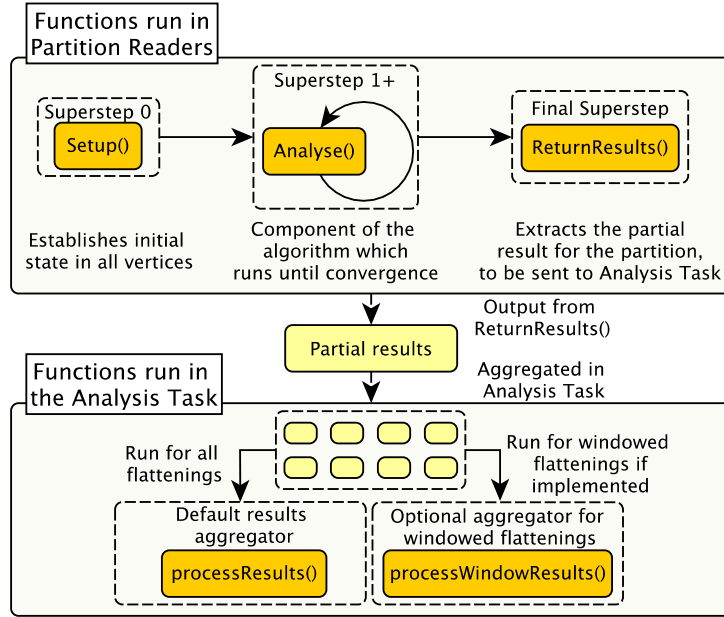 Functions run in
Partition Readers
Superstep 0
Setup()
Establishes initial
state in all vertices
Superstep 1+
Analyse()
Component of the
algorithm which
runs until convergence
Final Superstep
ReturnResults()
Extracts the partial
result for the partition,
to be sent to Analysis Task
Output from
ReturnResults()
Partial results
Aggregated in
Analysis Task
Functions run in
the Analysis Task
Run for all
flattenings
Run for windowed
flattenings if
implemented
Default results
aggregator
processResults()
Optional aggregator for
windowed flattenings
processWindowResults()